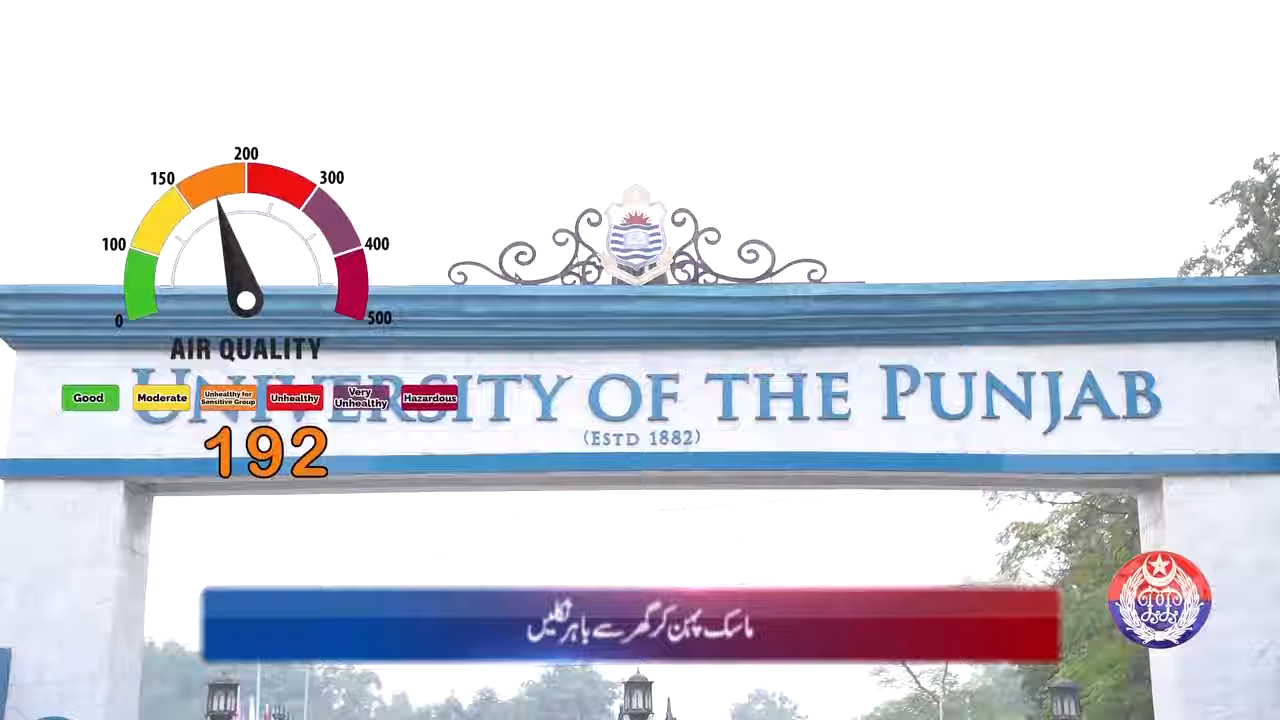 200
150
300
100
400
0
500
AIR QUALITY
UNIVERSITY OF THE PUNJAB
Good
Moderate
Unhealthy for
Sensitive Group
Unhealthy
Very
Unhealthy
Hazardous
(ESTD 1882)
192
ماسک پہن کر گھر سے باہر نکلیں